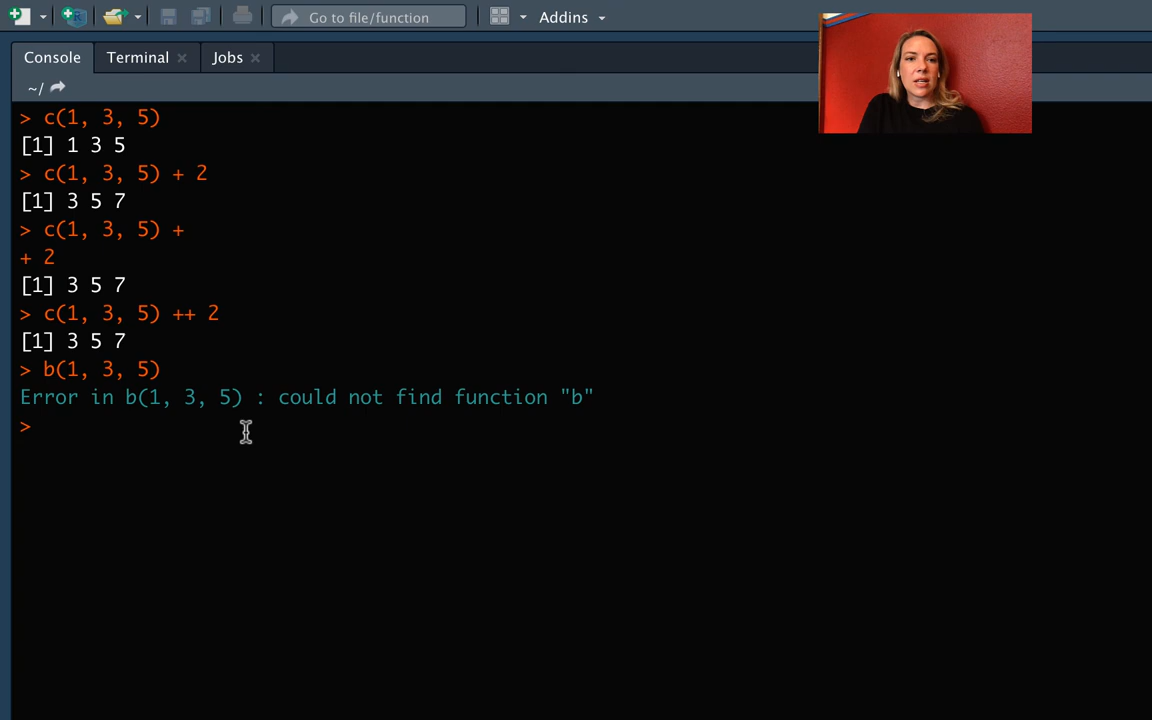 Go to file/function
Addins
Console
Terminal
Jobs
~/
> c(1, 3, 5)
[1] 1 3 5
> c(1, 3, 5) + 2
[1] 3 5 7
> c(1, 3, 5) +
+ 2
[1] 3 5 7
> c(1, 3, 5) ++ 2
[1] 3 5 7
> b(1, 3, 5)
Error in b(1, 3, 5) : could not find function "b"
>